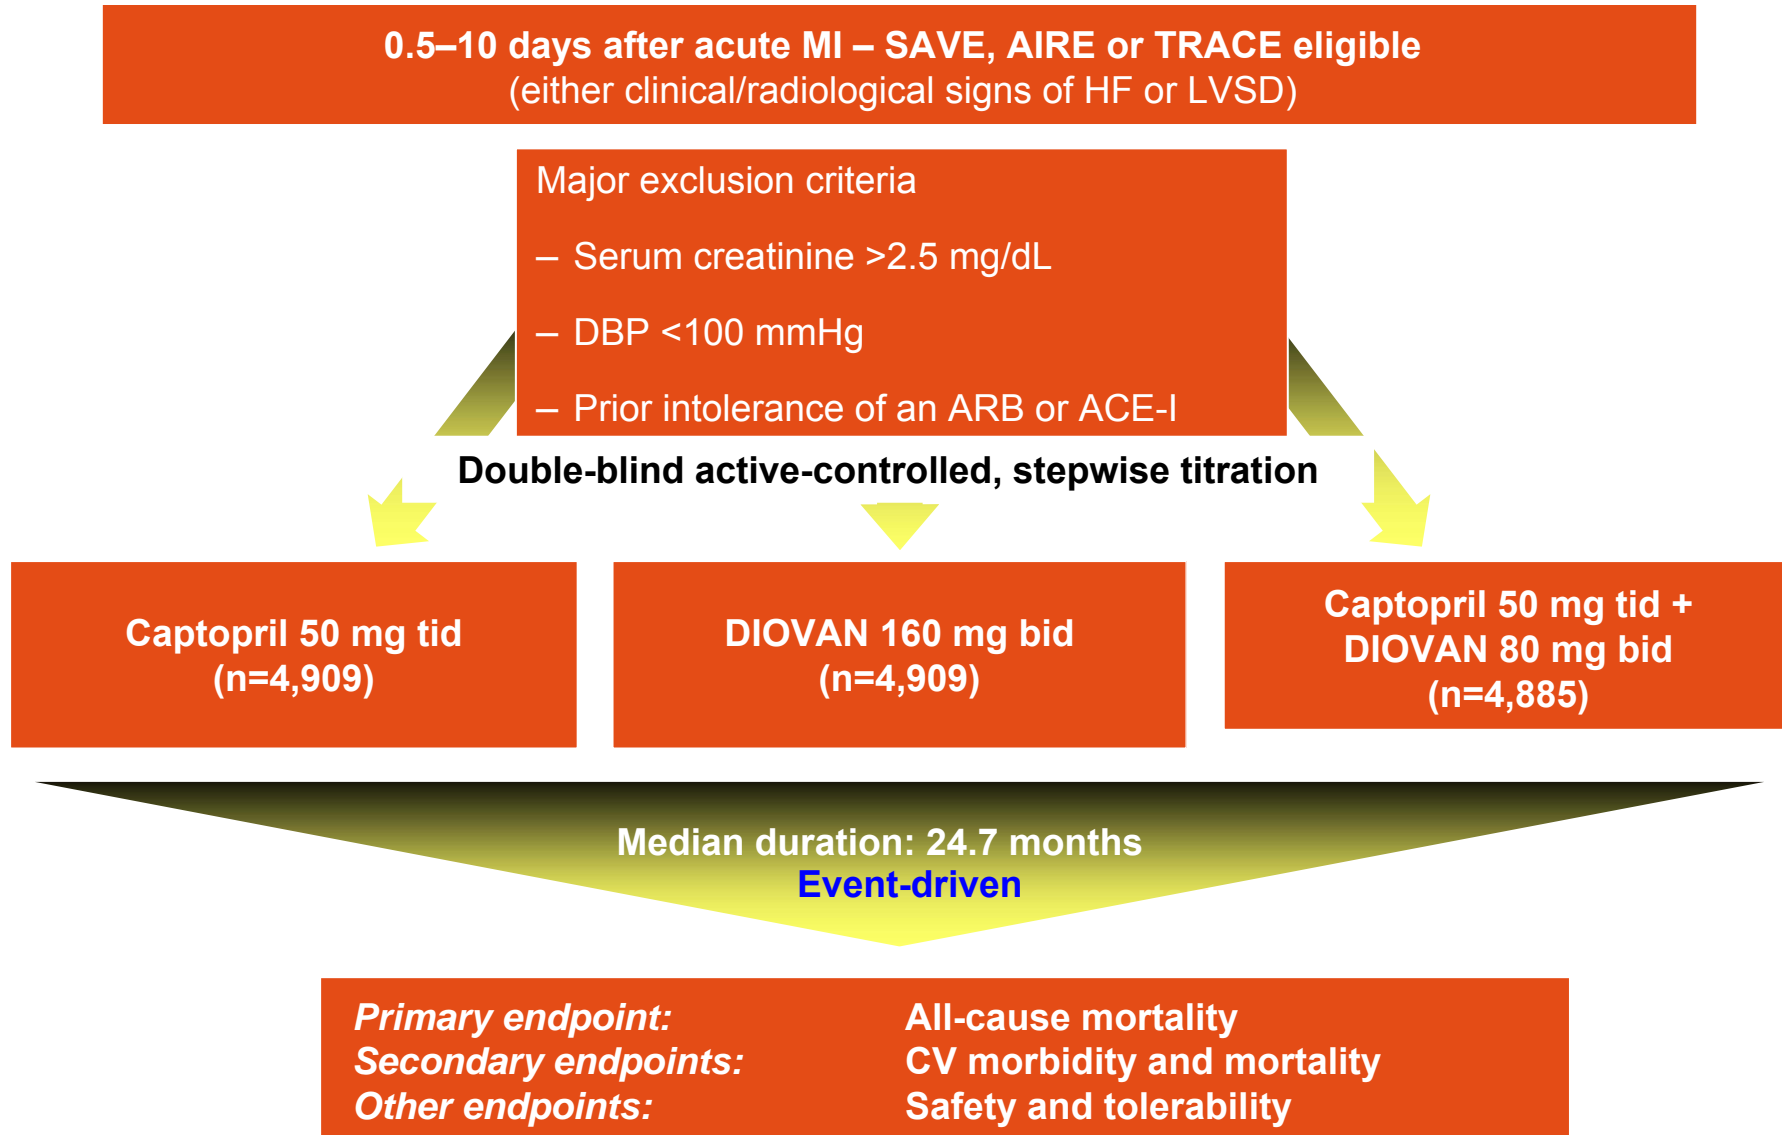 0.5–10 days after acute MI – SAVE, AIRE or TRACE eligible
(either clinical/radiological signs of HF or LVSD)
Major exclusion criteria
– Serum creatinine >2.5 mg/dL
– DBP <100 mmHg
– Prior intolerance of an ARB or ACE-I
Double-blind active-controlled, stepwise titration
Captopril 50 mg tid
(n=4,909)
DIOVAN 160 mg bid
(n=4,909)
Captopril 50 mg tid +
DIOVAN 80 mg bid
(n=4,885)
Median duration: 24.7 months
Event-driven
Primary endpoint: All-cause mortality
Secondary endpoints: CV morbidity and mortality
Other endpoints: Safety and tolerability